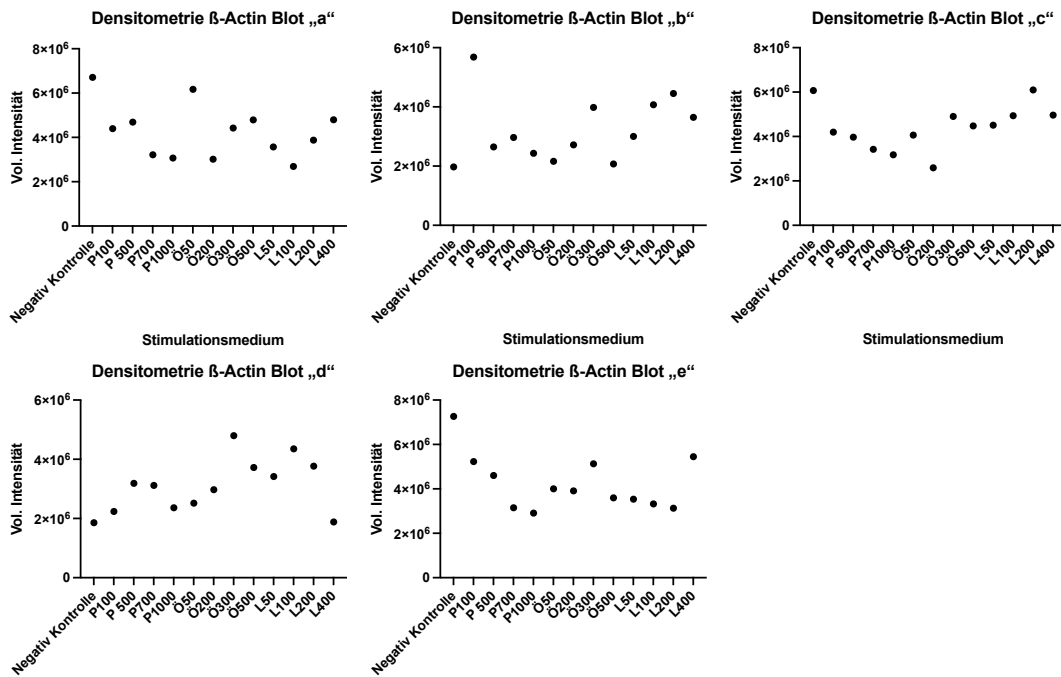 Densitometrie ß-Actin Blot „a“
Vol. Intensität
8×10⁶
6×10⁶
4×10⁶
2×10⁶
0
Negativ Kontrolle
P100
P 500
P700
P1000
Ö50
Ö200
Ö300
Ö500
L50
L100
L200
L400
Stimulationsmedium
Densitometrie ß-Actin Blot „b“
Vol. Intensität
6×10⁶
4×10⁶
2×10⁶
0
Negativ Kontrolle
P100
P 500
P700
P1000
Ö50
Ö200
Ö300
Ö500
L50
L100
L200
L400
Stimulationsmedium
Densitometrie ß-Actin Blot „c“
Vol. Intensität
8×10⁶
6×10⁶
4×10⁶
2×10⁶
0
Negativ Kontrolle
P100
P 500
P700
P1000
Ö50
Ö200
Ö300
Ö500
L50
L100
L200
L400
Stimulationsmedium
Densitometrie ß-Actin Blot „d“
Vol. Intensität
6×10⁶
4×10⁶
2×10⁶
0
Negativ Kontrolle
P100
P 500
P700
P1000
Ö50
Ö200
Ö300
Ö500
L50
L100
L200
L400
Densitometrie ß-Actin Blot „e“
Vol. Intensität
8×10⁶
6×10⁶
4×10⁶
2×10⁶
0
Negativ Kontrolle
P100
P 500
P700
P1000
Ö50
Ö200
Ö300
Ö500
L50
L100
L200
L400